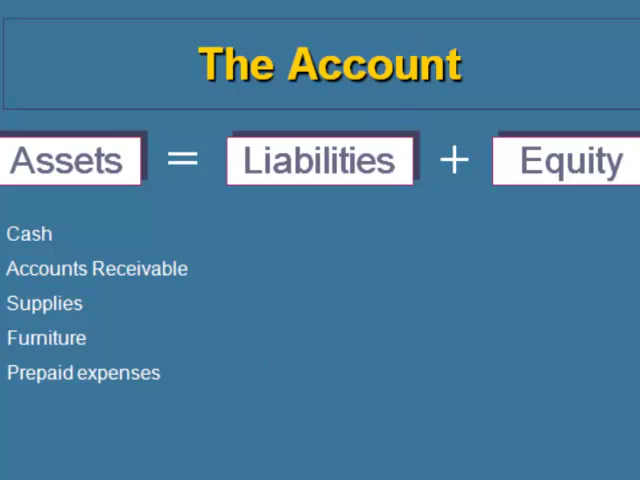 The Account
Assets = Liabilities + Equity
Cash
Accounts Receivable
Supplies
Furniture
Prepaid expenses